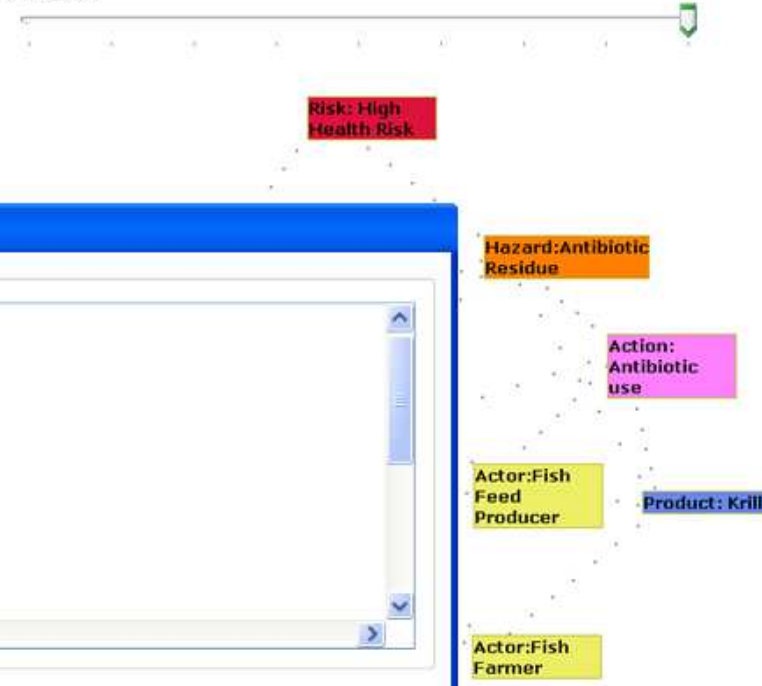 Risk: High
Health Risk
Hazard:Antibiotic
Residue
Action:
Antibiotic
use
Actor:Fish
Feed
Producer
Product: Krill
Actor:Fish
Farmer